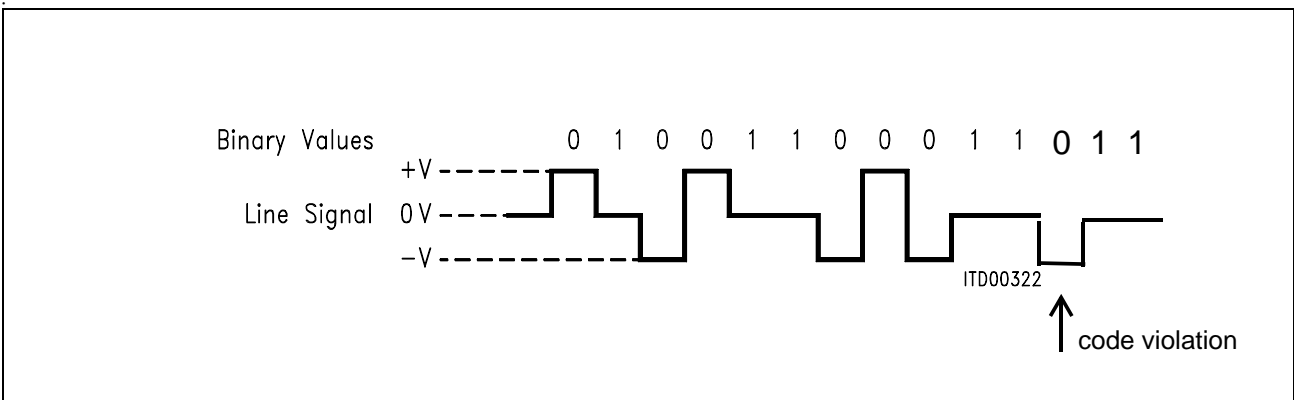 Binary Values 0 1 0 0 1 1 0 0 0 1 1 0 1 1
+V
Line Signal 0V
-V
ITD00322
code violation